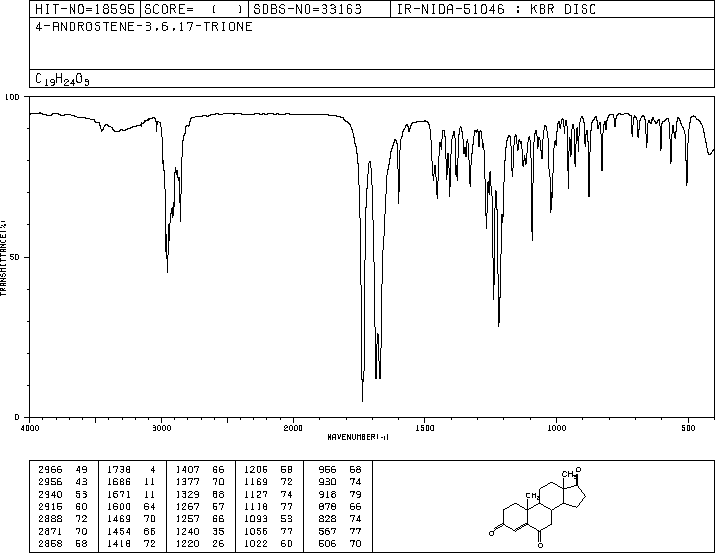 HIT-NO=18595 SCORE= ( ) SDBS-NO=33163 IR-NIDA-51046 : KBR DISC
4-ANDROSTENE-3,6,17-TRIONE
C19H24O3
100
50
0
TRANSMITTANCE(%)
4000 3000 2000 1500 1000 500
WAVENUMBER(-1)
2966 49 1738 4 1407 66 1206 58 956 68
2956 43 1686 11 1377 70 1169 72 930 74
2940 53 1671 11 1329 68 1127 74 918 79
2915 60 1600 64 1267 57 1118 77 878 66
2888 72 1469 70 1257 66 1093 53 828 74
2871 70 1454 66 1240 35 1056 77 567 77
2858 58 1418 72 1220 26 1022 60 506 70
O
CH3
CH3
O
O